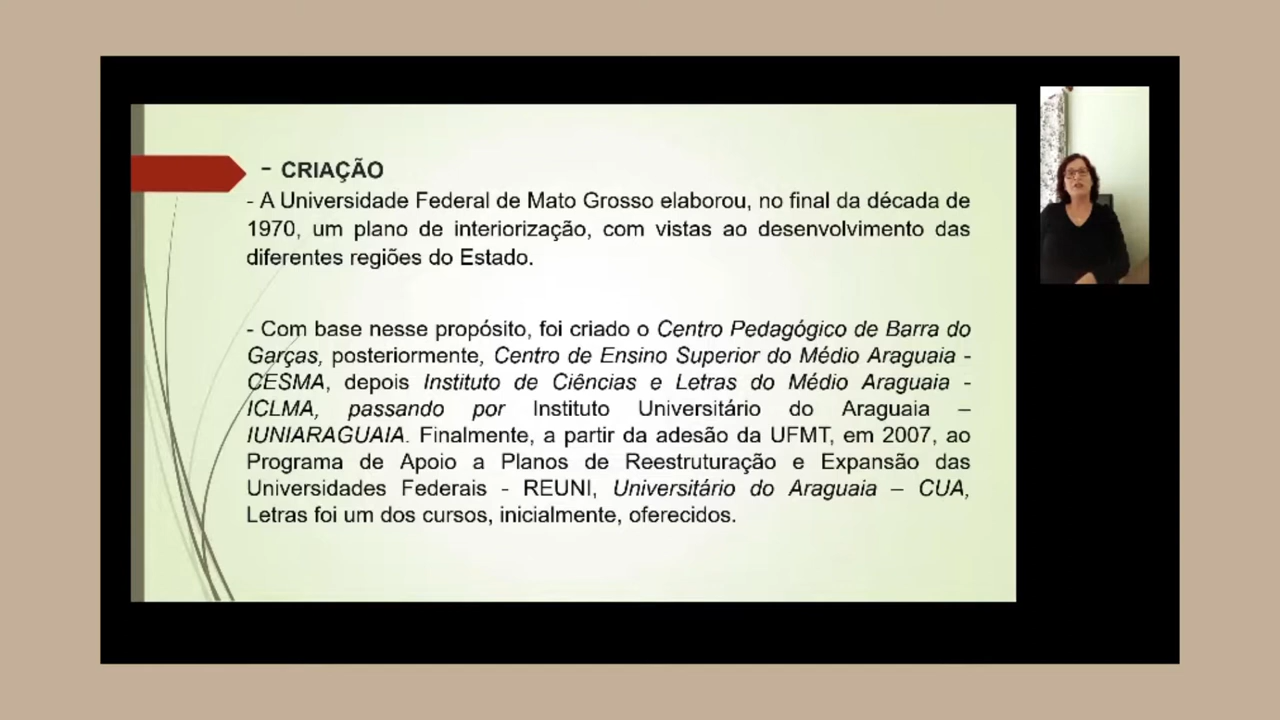 - CRIAÇÃO
- A Universidade Federal de Mato Grosso elaborou, no final da década de
1970, um plano de interiorização, com vistas ao desenvolvimento das
diferentes regiões do Estado.
- Com base nesse propósito, foi criado o Centro Pedagógico de Barra do
Garças, posteriormente, Centro de Ensino Superior do Médio Araguaia -
CESMA, depois Instituto de Ciências e Letras do Médio Araguaia -
ICLMA, passando por Instituto Universitário do Araguaia –
IUNIARAGUAIA. Finalmente, a partir da adesão da UFMT, em 2007, ao
Programa de Apoio a Planos de Reestruturação e Expansão das
Universidades Federais - REUNI, Universitário do Araguaia – CUA,
Letras foi um dos cursos, inicialmente, oferecidos.